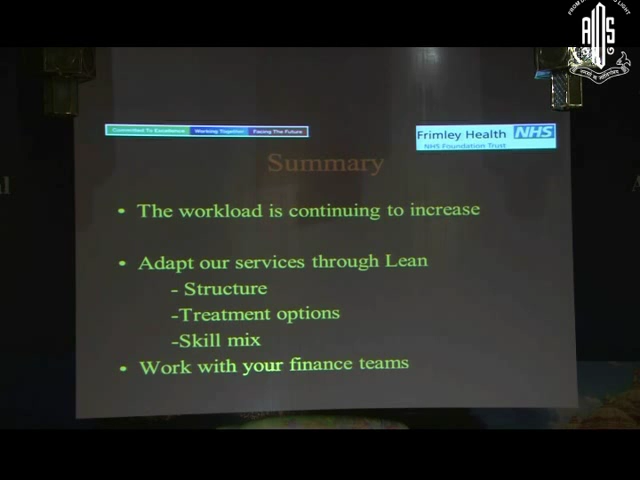 AIOS
Committed To Excellence Working Together Facing The Future
Frimley Health NHS
NHS Foundation Trust
Summary
• The workload is continuing to increase
• Adapt our services through Lean
- Structure
-Treatment options
-Skill mix
• Work with your finance teams